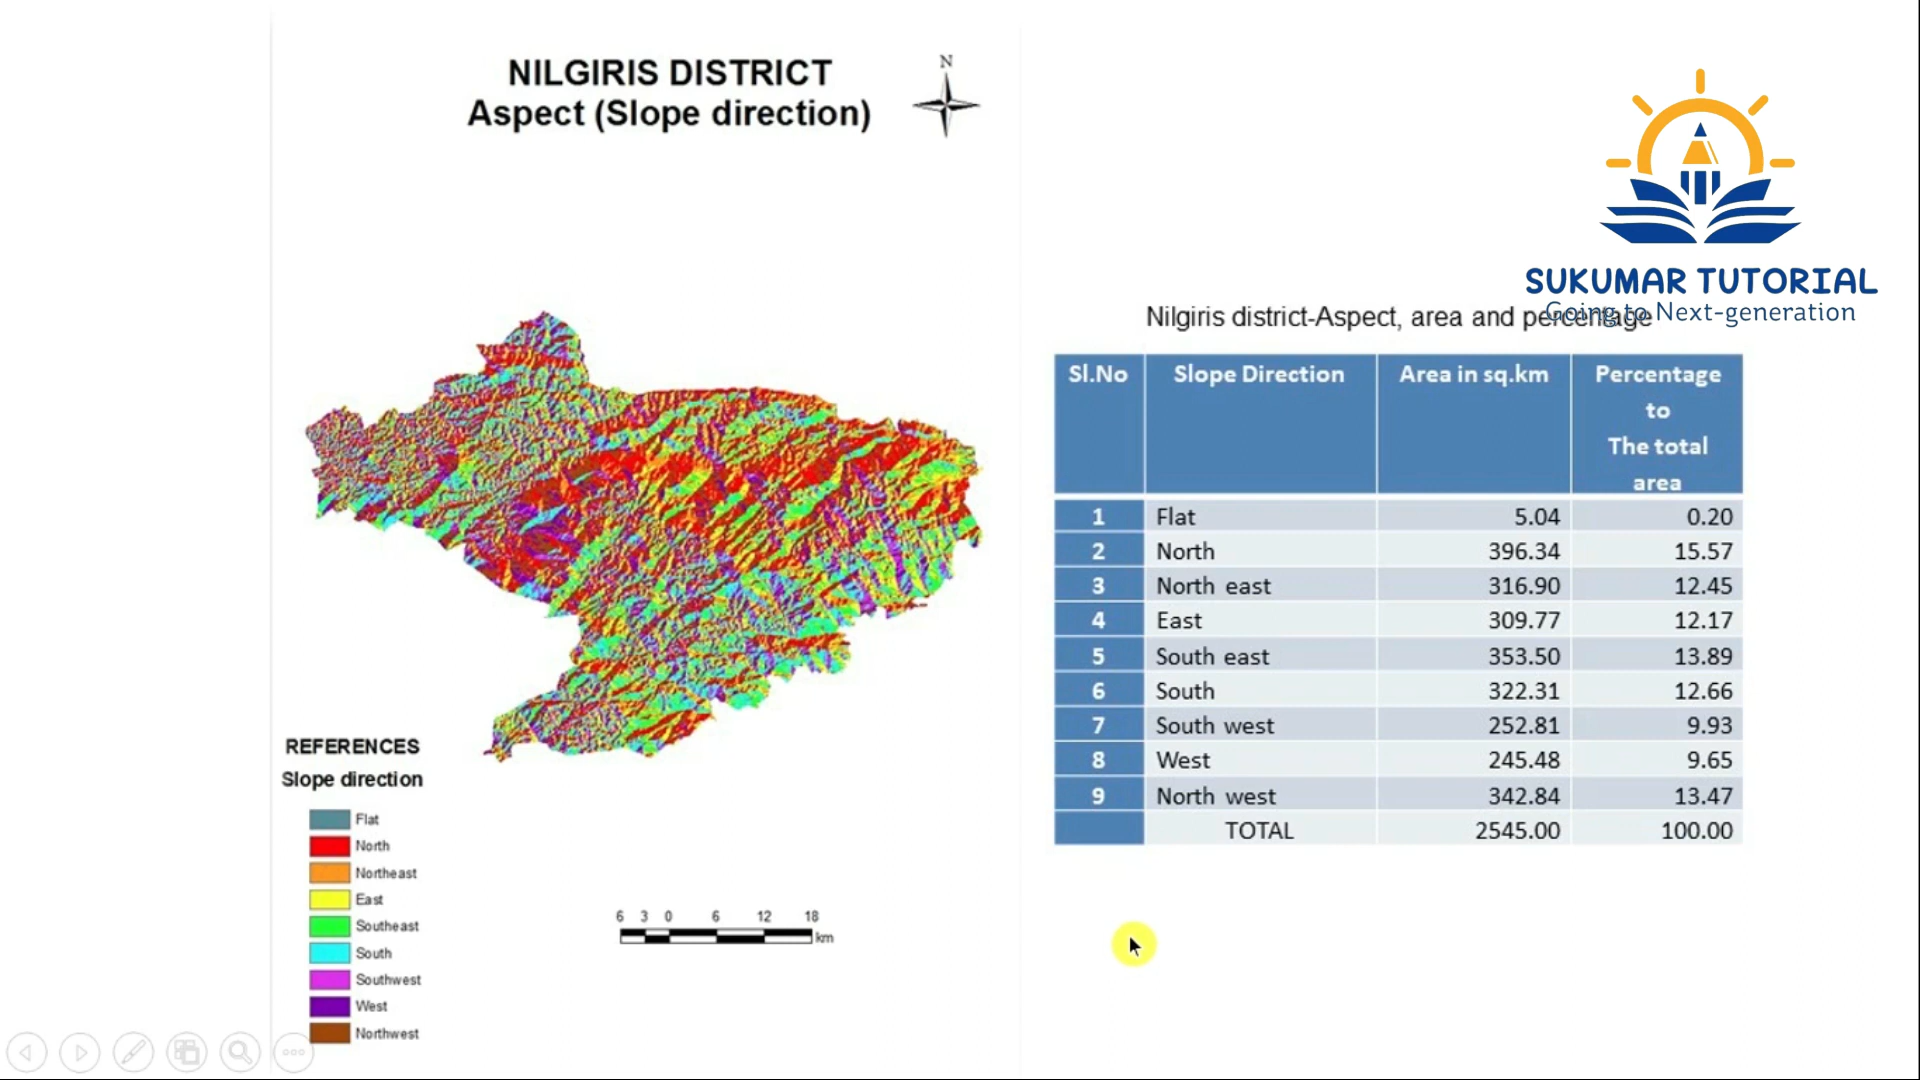 NILGIRIS DISTRICT
Aspect (Slope direction)
N
SUKUMAR TUTORIAL
Going to Next-generation
Nilgiris district-Aspect, area and percentage
Sl.No Slope Direction Area in sq.km Percentage
to
The total
area
1 Flat 5.04 0.20
2 North 396.34 15.57
3 North east 316.90 12.45
4 East 309.77 12.17
5 South east 353.50 13.89
6 South 322.31 12.66
7 South west 252.81 9.93
8 West 245.48 9.65
9 North west 342.84 13.47
TOTAL 2545.00 100.00
REFERENCES
Slope direction
Flat
North
Northeast
East
Southeast
South
Southwest
West
Northwest
6 3 0 6 12 18
km